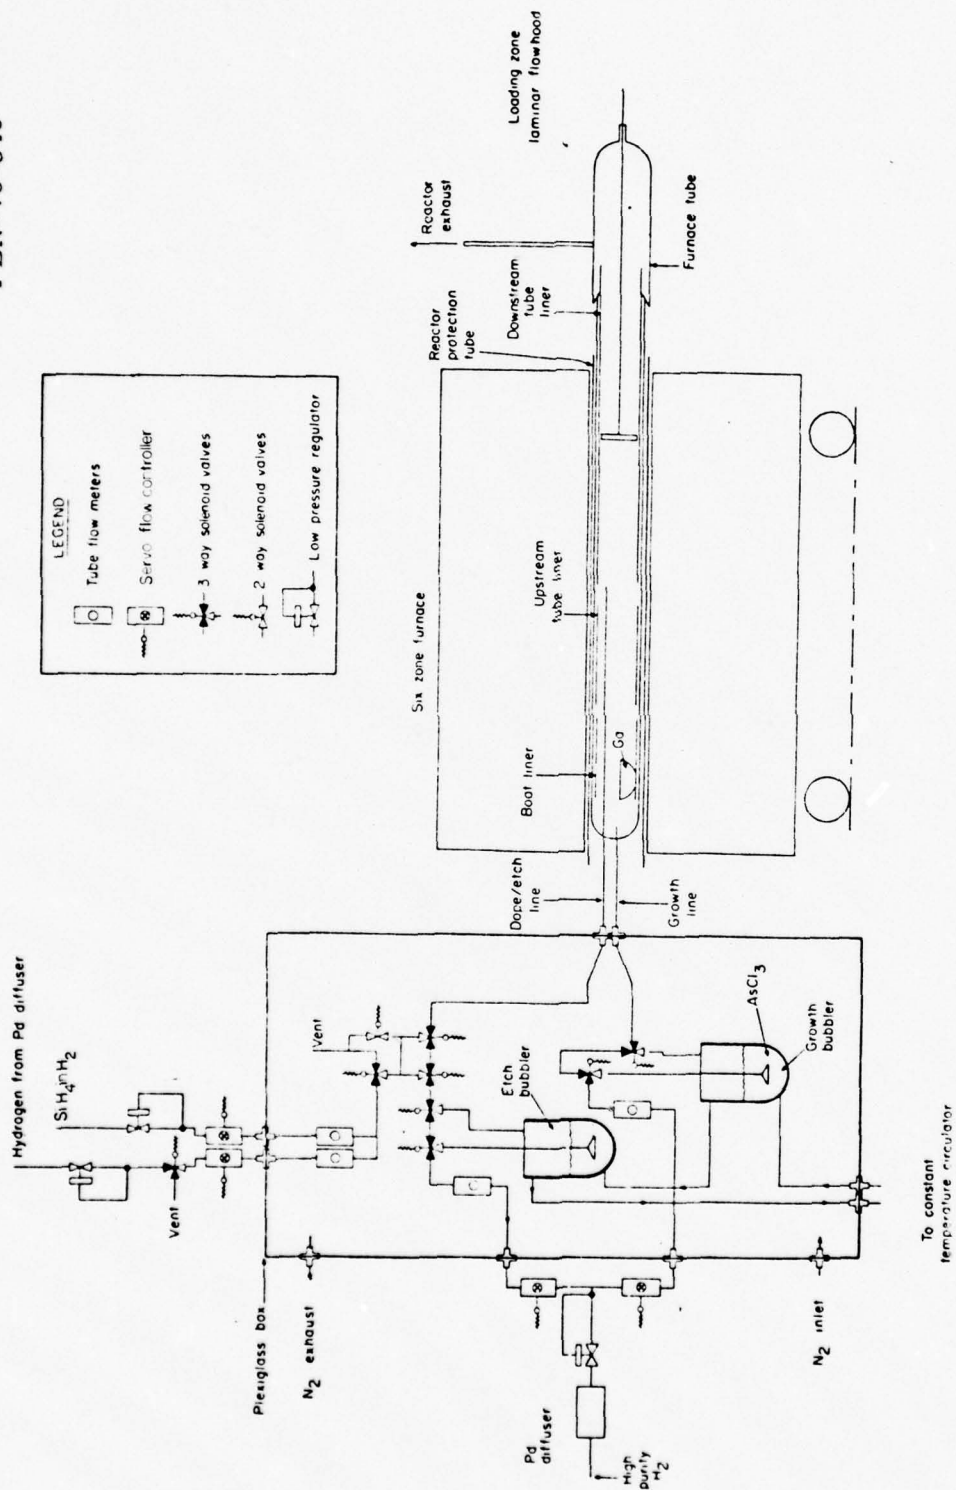 Hydrogen from Pd diffuser
SiH4 in H2
Vent
Plexiglass box
N2 exhaust
Vent
Etch
bubbler
Pd
diffuser
High
purity
H2
N2 inlet
AsCl3
Growth
bubbler
To constant
temperature circulator
Dope/etch
line
Growth
line
LEGEND
Tube flow meters
Servo flow controller
3 way solenoid valves
2 way solenoid valves
Low pressure regulator
Six zone furnace
Boat liner
Ga
Upstream
tube liner
Reactor
protection
tube
Downstream
tube
liner
Reactor
exhaust
Furnace tube
Loading zone
laminar flowhood